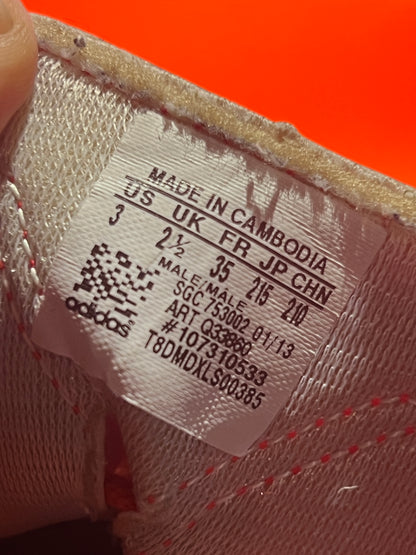 MADE IN CAMBODIA
US UK FR JP CHN
3 2½ 35 215 210
MALE/MALE
SGC 753002 01/13
ART Q33860
#107310533
T8DMDXLS00385
adidas